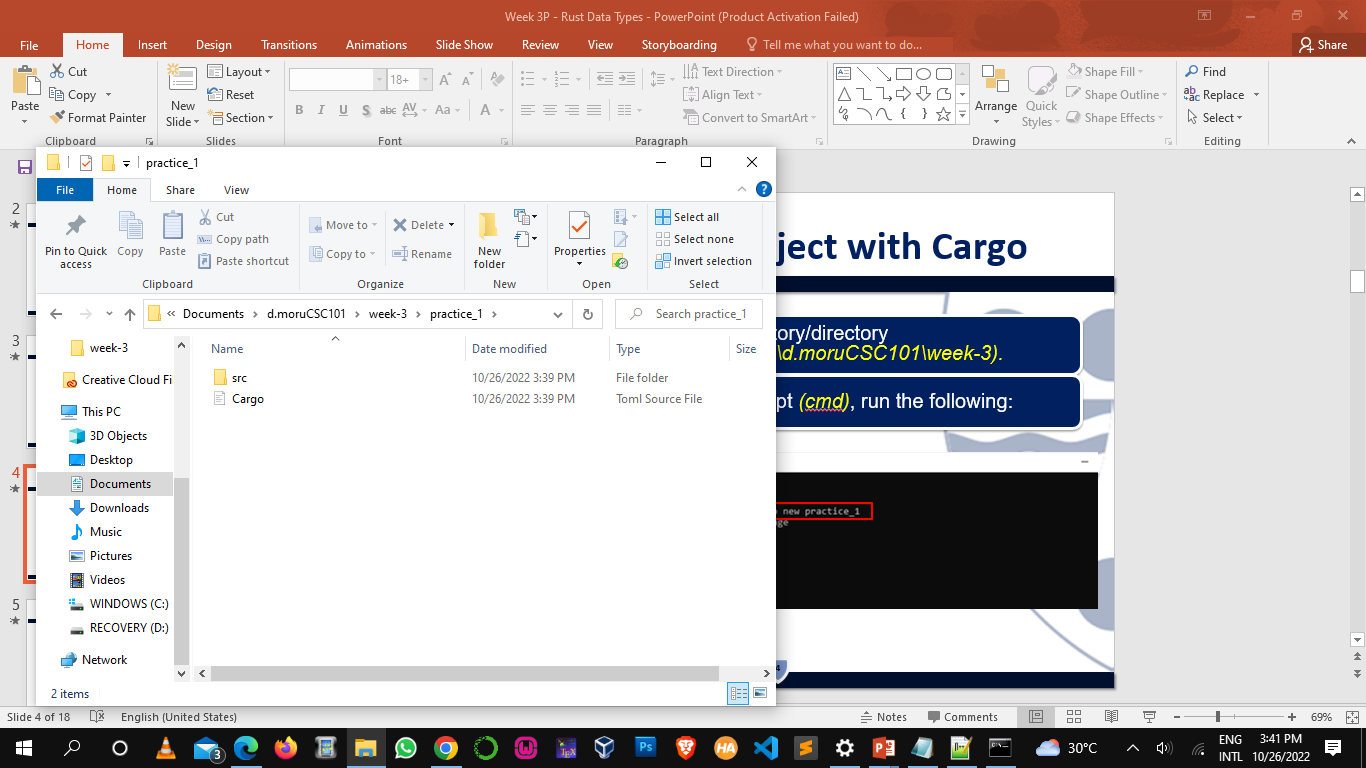 Week 3P - Rust Data Types - PowerPoint (Product Activation Failed)
File Home Insert Design Transitions Animations Slide Show Review View Storyboarding Tell me what you want to do... Share
Paste
Cut
Copy
Format Painter
Clipboard
New Slide
Layout
Reset
Section
Slides
18+
Font
Text Direction
Align Text
Convert to SmartArt
Paragraph
Arrange
Quick Styles
Shape Fill
Shape Outline
Shape Effects
Drawing
Find
Replace
Select
Editing
practice_1
File Home Share View
Pin to Quick access
Copy
Paste
Cut
Copy path
Paste shortcut
Clipboard
Move to
Copy to
Delete
Rename
Organize
New folder
New
Properties
Open
Select all
Select none
Invert selection
Select
Documents > d.moruCSC101 > week-3 > practice_1 >
Search practice_1
week-3
Creative Cloud Fi
This PC
3D Objects
Desktop
Documents
Downloads
Music
Pictures
Videos
WINDOWS (C:)
RECOVERY (D:)
Network
Name Date modified Type Size
src 10/26/2022 3:39 PM File folder
Cargo 10/26/2022 3:39 PM Toml Source File
2 items
2
3
4
5
ject with Cargo
tory/directory
\d.moruCSC101\week-3).
pt (cmd), run the following:
new practice_1
ge
4
Slide 4 of 18 English (United States) Notes Comments 69%
3
30°C
ENG
INTL
3:41 PM
10/26/2022